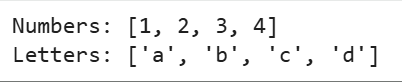 Numbers: [1, 2, 3, 4]
Letters: ['a', 'b', 'c', 'd']